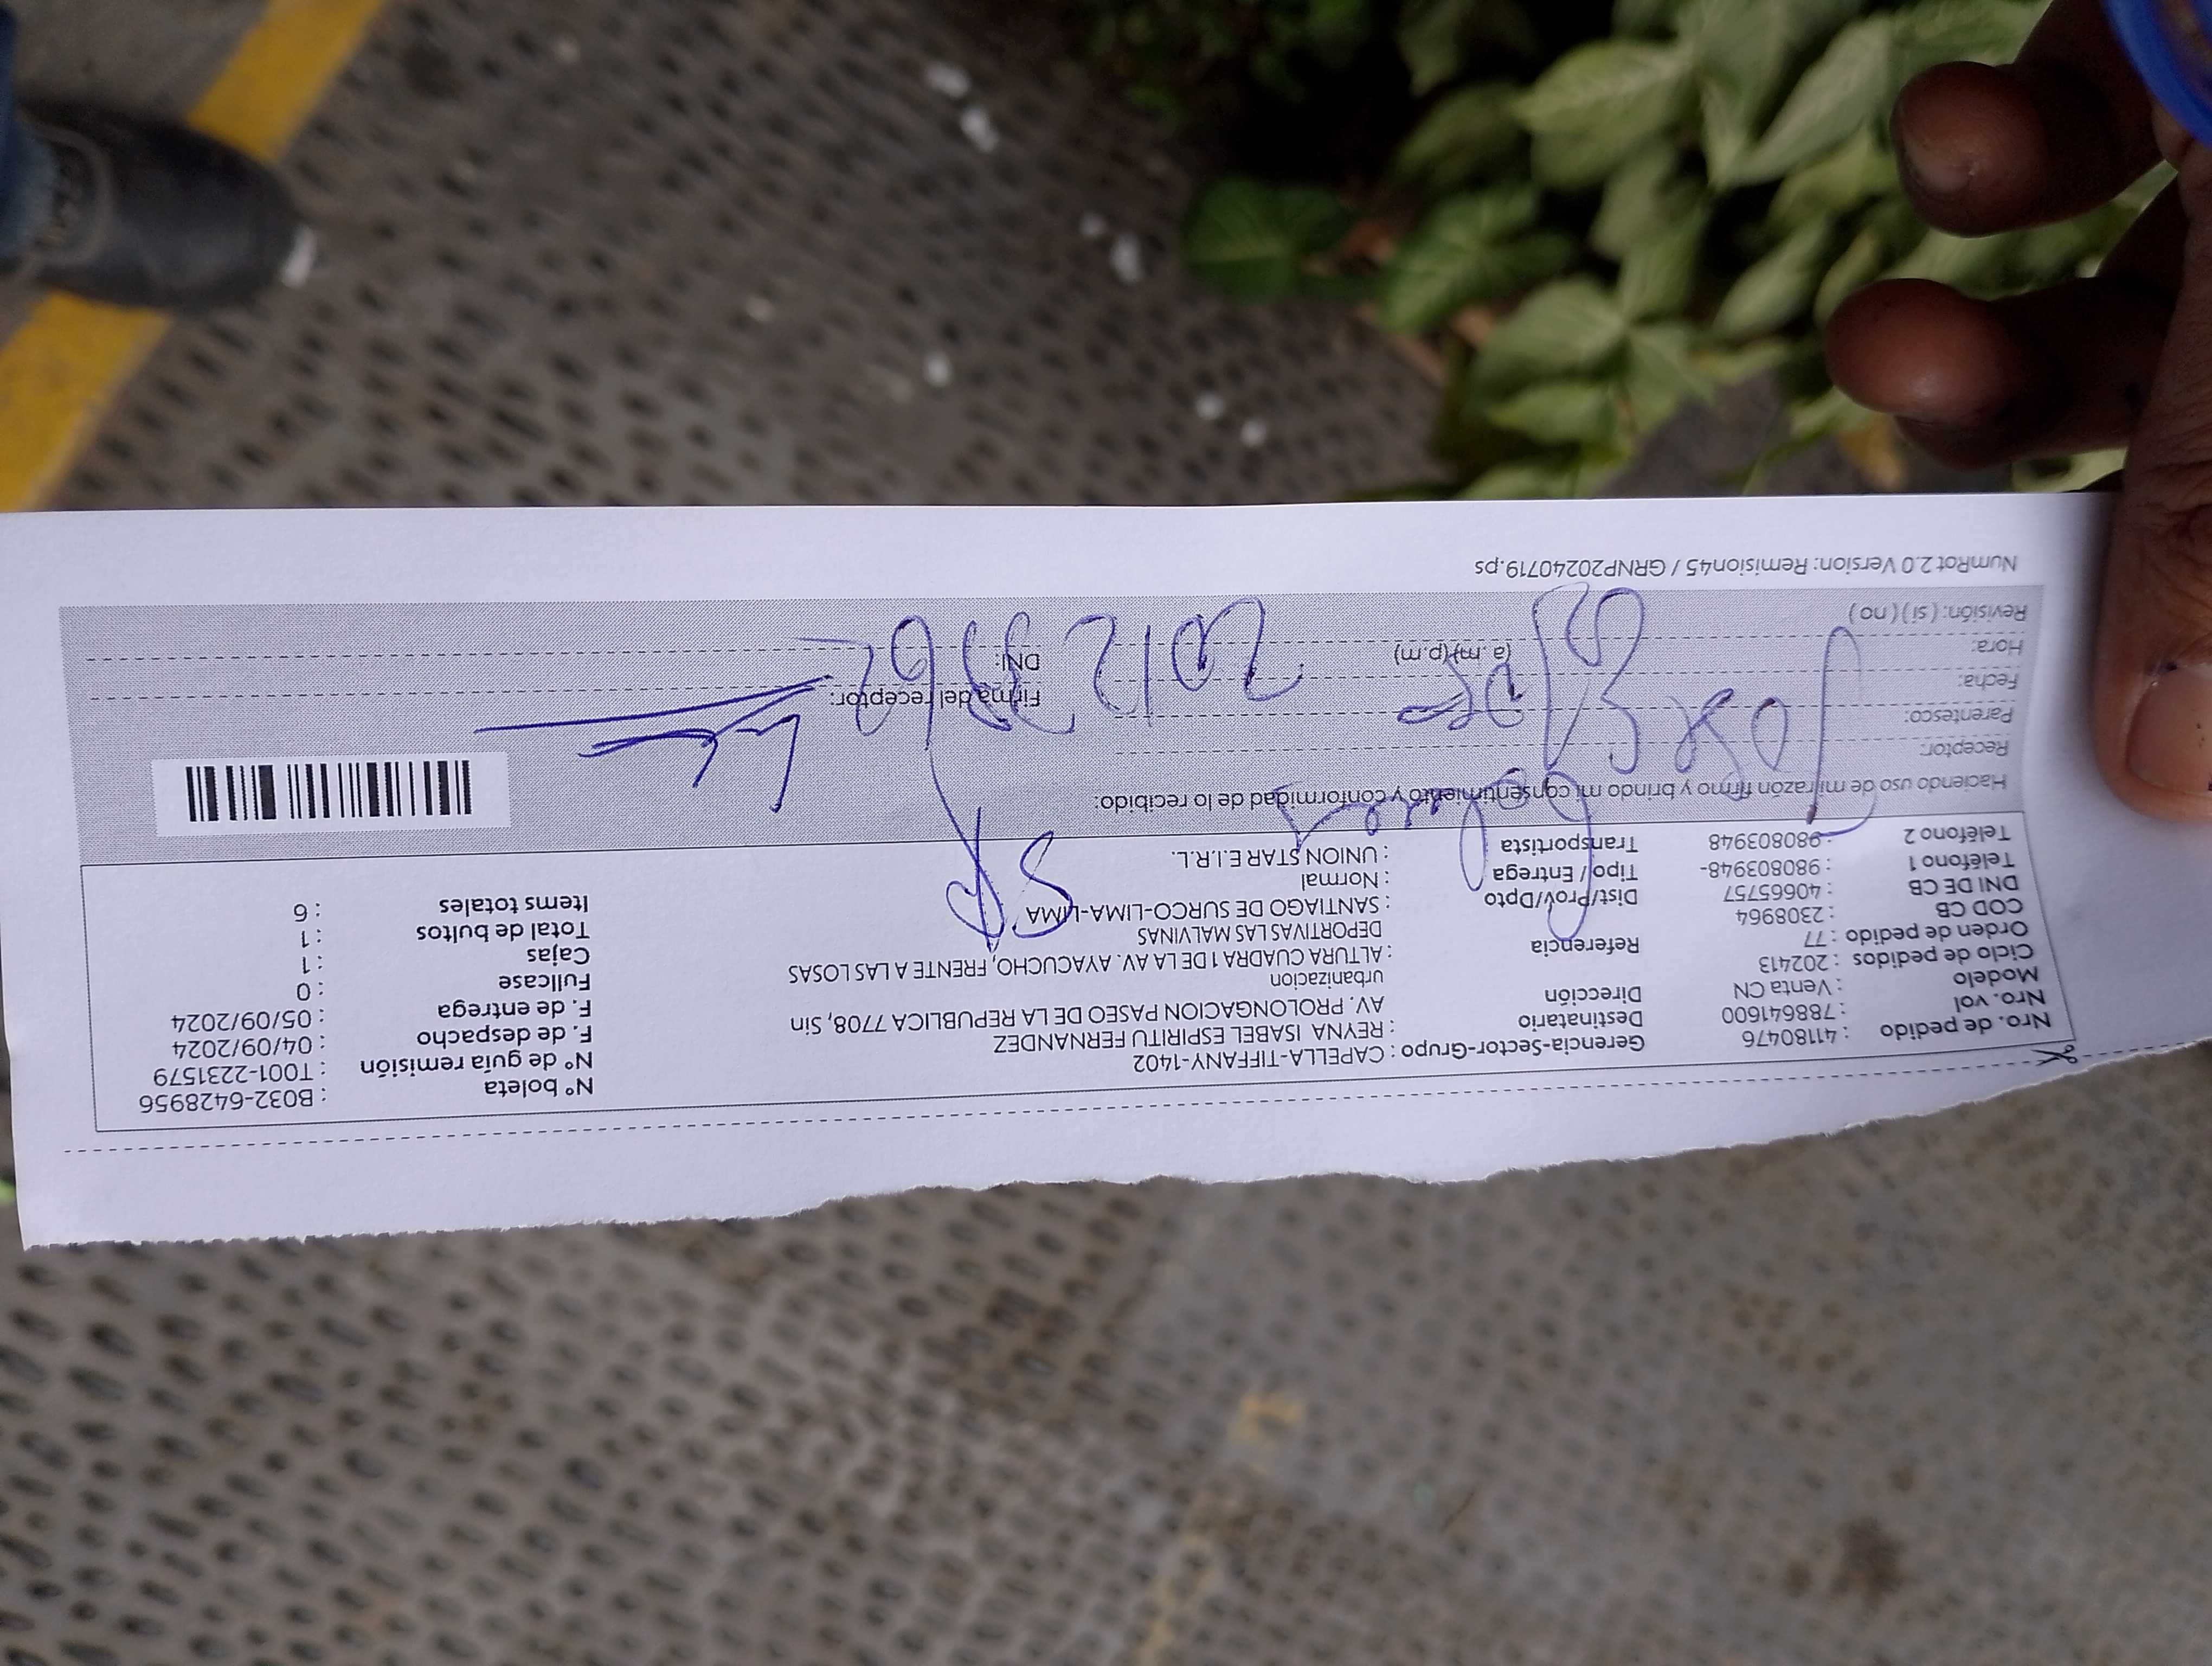 Nro. de pedido : 41180476
Nro. vol : 788641600
Modelo : Venta CN
Ciclo de pedidos : 202413
Orden de pedido : 77
COD CB : 2308964
DNI DE CB : 40665757
Teléfono 1 : 980803948-
Teléfono 2 : 980803948
Gerencia-Sector-Grupo : CAPELLA-TIFFANY-1402
Destinatario : REYNA ISABEL ESPIRITU FERNANDEZ
Dirección AV. PROLONGACION PASEO DE LA REPUBLICA 7708, Sin
urbanizacion
Referencia : ALTURA CUADRA 1 DE LA AV. AYACUCHO, FRENTE A LAS LOSAS
DEPORTIVAS LAS MALVINAS
Dist/Prov/Dpto : SANTIAGO DE SURCO-LIMA-LIMA
Tipo / Entrega : Normal
Transportista : UNION STAR E.I.R.L.
N° boleta : B032-6428956
N° de guía remisión : T001-2231579
F. de despacho : 04/09/2024
F. de entrega : 05/09/2024
Fullcase : 0
Cajas : 1
Total de bultos : 1
Items totales : 6
Haciendo uso de mi razón firmo y brindo mi consentimiento y conformidad de lo recibido:
Receptor:
Parentesco:
Fecha:
Hora: (a. m) (p.m)
Revisión: ( si ) ( no )
Firma del receptor:
DNI:
NumRot 2.0 Version: Remision45 / GRNP20240719.ps